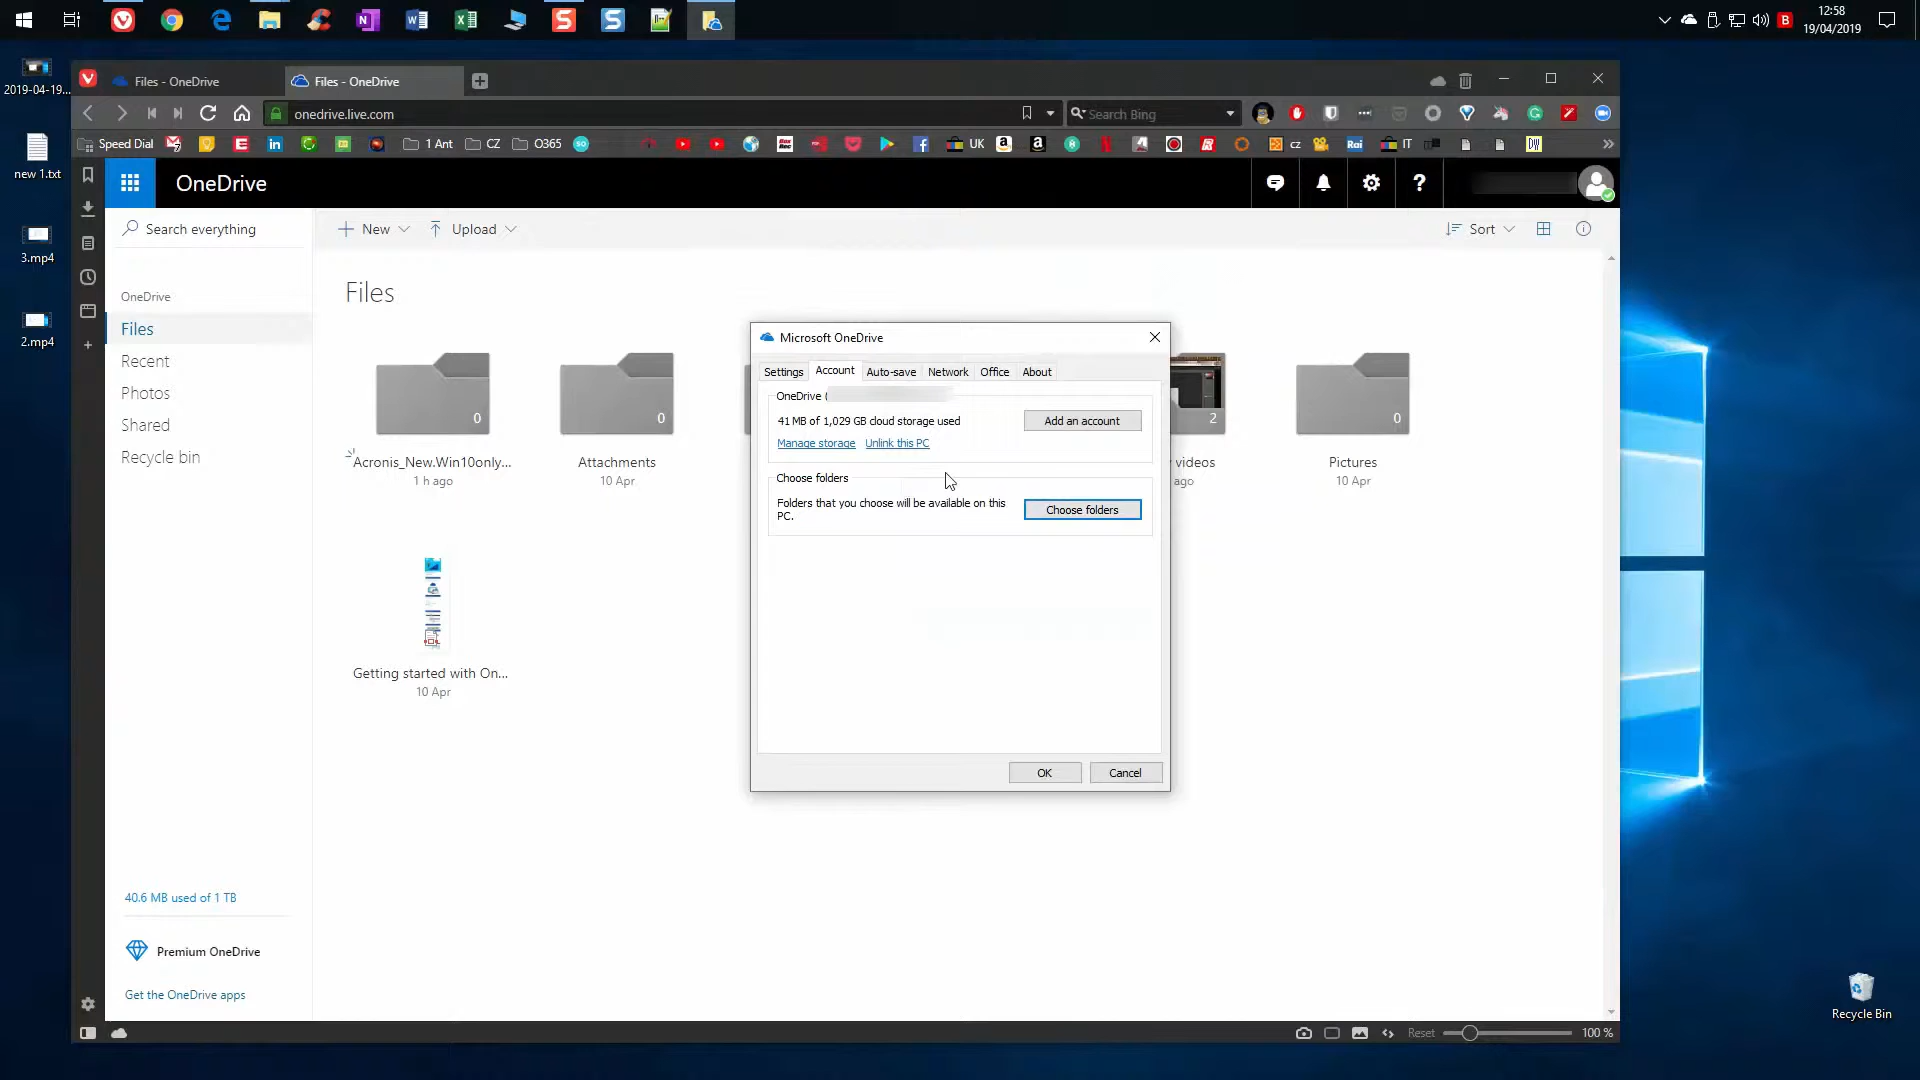 12:58
19/04/2019
2019-04-19...
new 1.txt
3.mp4
2.mp4
Files - OneDrive
Files - OneDrive
onedrive.live.com
Search Bing
Speed Dial
1 Ant
CZ
O365
UK
cz
Rai
IT
DW
OneDrive
Search everything
New
Upload
Sort
OneDrive
Files
Recent
Photos
Shared
Recycle bin
Files
0
0
2
0
Acronis_New.Win10only...
1 h ago
Attachments
10 Apr
videos
ago
Pictures
10 Apr
Getting started with On...
10 Apr
Microsoft OneDrive
Settings
Account
Auto-save
Network
Office
About
OneDrive (
41 MB of 1,029 GB cloud storage used
Add an account
Manage storage
Unlink this PC
Choose folders
Folders that you choose will be available on this
PC.
Choose folders
OK
Cancel
40.6 MB used of 1 TB
Premium OneDrive
Get the OneDrive apps
Reset
100 %
Recycle Bin